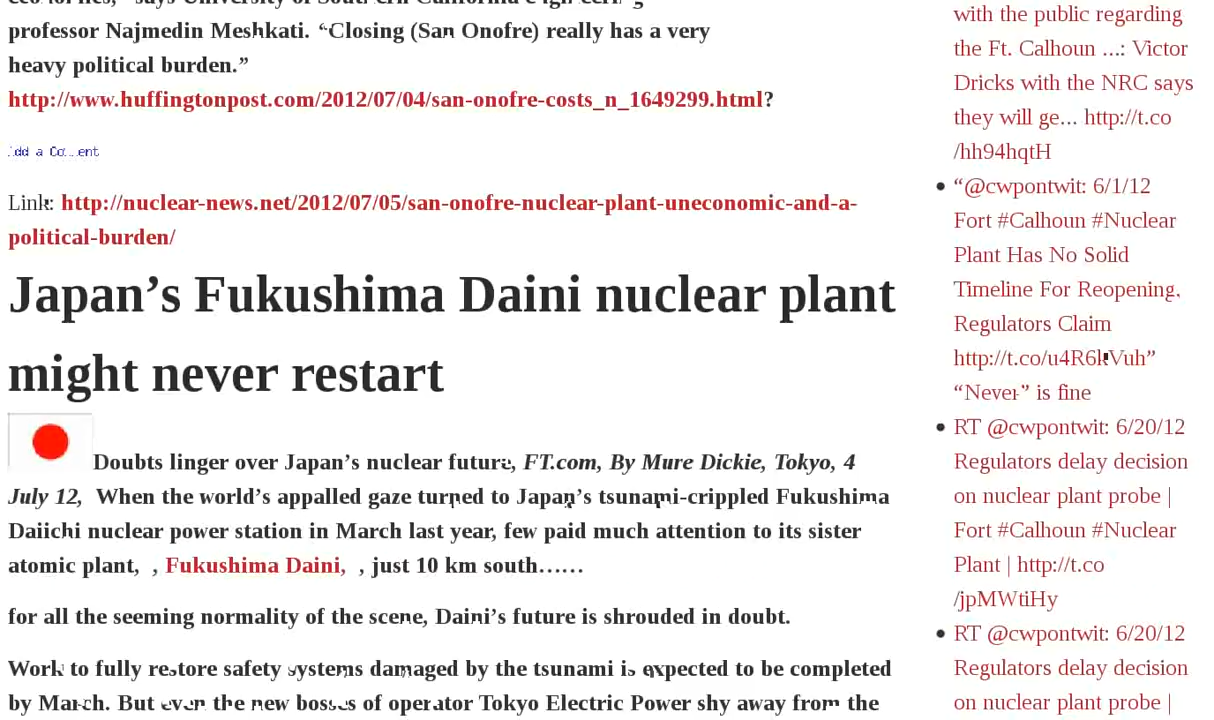 professor Najmedin Meshkati. “Closing (San Onofre) really has a very
heavy political burden.”
http://www.huffingtonpost.com/2012/07/04/san-onofre-costs_n_1649299.html?
Link: http://nuclear-news.net/2012/07/05/san-onofre-nuclear-plant-uneconomic-and-a-
political-burden/
Japan’s Fukushima Daini nuclear plant
might never restart
Doubts linger over Japan’s nuclear future, FT.com, By Mure Dickie, Tokyo, 4
July 12, When the world’s appalled gaze turned to Japan’s tsunami-crippled Fukushima
Daiichi nuclear power station in March last year, few paid much attention to its sister
atomic plant, , Fukushima Daini, , just 10 km south……
for all the seeming normality of the scene, Daini’s future is shrouded in doubt.
Work to fully restore safety systems damaged by the tsunami is expected to be completed
by March. But even the new bosses of operator Tokyo Electric Power shy away from the
with the public regarding
the Ft. Calhoun ...: Victor
Dricks with the NRC says
they will ge... http://t.co
/hh94hqtH
“@cwpontwit: 6/1/12
Fort #Calhoun #Nuclear
Plant Has No Solid
Timeline For Reopening,
Regulators Claim
http://t.co/u4R6kVuh”
“Never” is fine
RT @cwpontwit: 6/20/12
Regulators delay decision
on nuclear plant probe |
Fort #Calhoun #Nuclear
Plant | http://t.co
/jpMWtiHy
RT @cwpontwit: 6/20/12
Regulators delay decision
on nuclear plant probe |